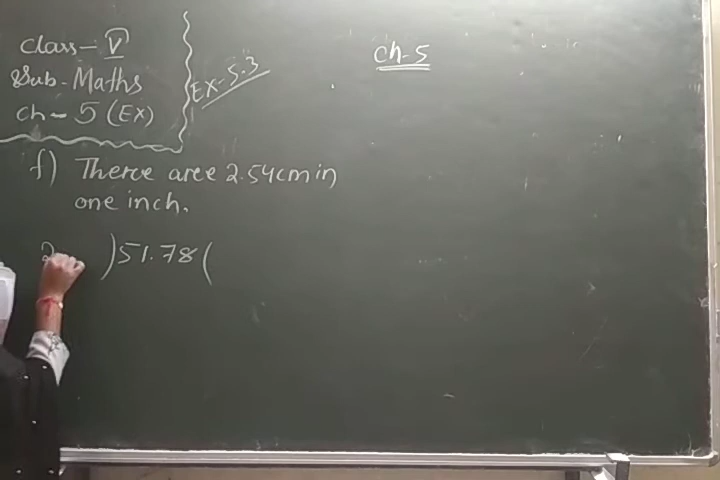 Class - V
Sub - Maths
Ch - 5 (Ex)
Ex - 5.3
Ch - 5
f) There are 2.54cm in
one inch.
2 )51.78(